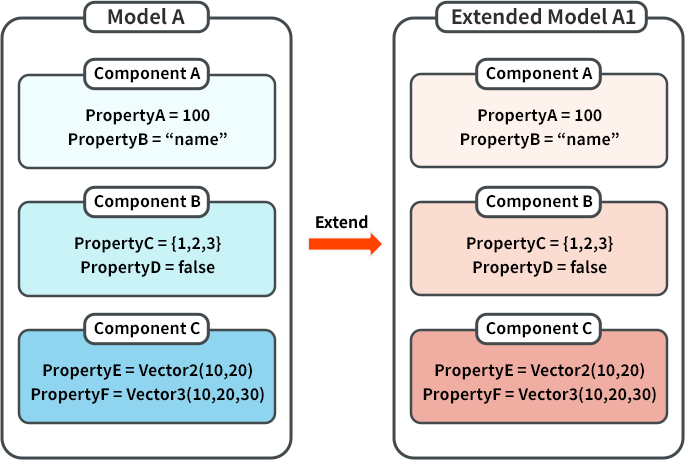 Model A
Component A
PropertyA = 100
PropertyB = “name”
Component B
PropertyC = {1,2,3}
PropertyD = false
Component C
PropertyE = Vector2(10,20)
PropertyF = Vector3(10,20,30)
Extend
Extended Model A1
Component A
PropertyA = 100
PropertyB = “name”
Component B
PropertyC = {1,2,3}
PropertyD = false
Component C
PropertyE = Vector2(10,20)
PropertyF = Vector3(10,20,30)